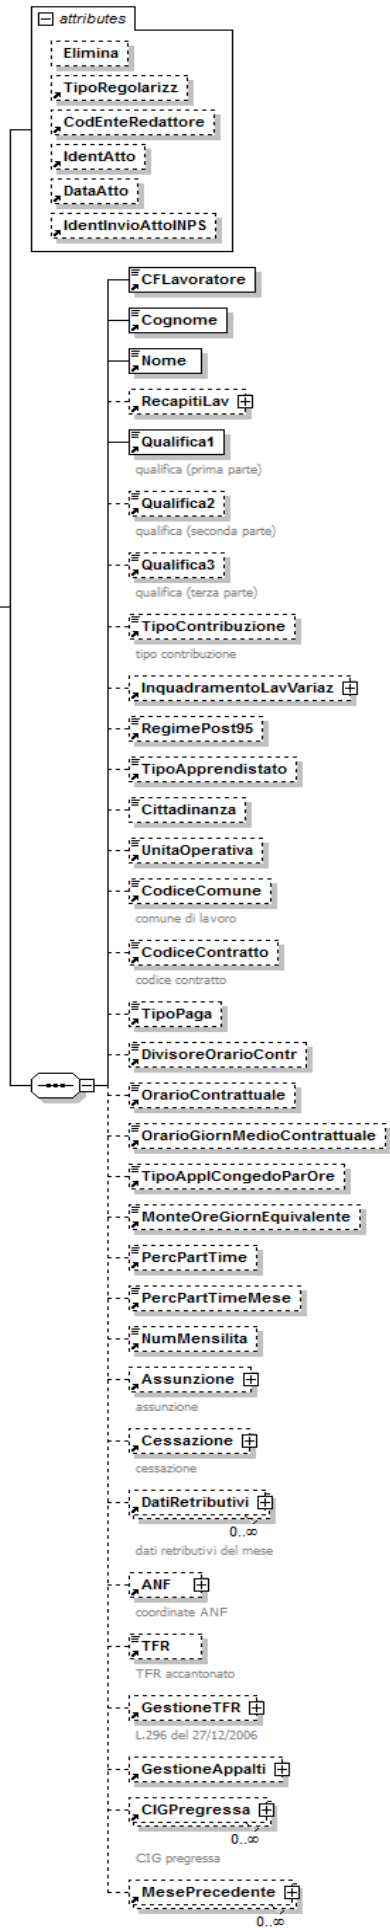 attributes
Elimina
TipoRegolarizz
CodEnteRedattore
IdentAtto
DataAtto
IdentInvioAttoINPS
CFLavoratore
Cognome
Nome
RecapitiLav
Qualifica1
qualifica (prima parte)
Qualifica2
qualifica (seconda parte)
Qualifica3
qualifica (terza parte)
TipoContribuzione
tipo contribuzione
InquadramentoLavVariaz
RegimePost95
TipoApprendistato
Cittadinanza
UnitaOperativa
CodiceComune
comune di lavoro
CodiceContratto
codice contratto
TipoPaga
DivisoreOrarioContr
OrarioContrattuale
OrarioGiornMedioContrattuale
TipoApplCongedoParOre
MonteOreGiornEquivalente
PercPartTime
PercPartTimeMese
NumMensilita
Assunzione
assunzione
Cessazione
cessazione
DatiRetributivi
0..∞
dati retributivi del mese
ANF
coordinate ANF
TFR
TFR accantonato
GestioneTFR
L.296 del 27/12/2006
GestioneAppalti
CIGPregressa
0..∞
CIG pregressa
MesePrecedente
0..∞